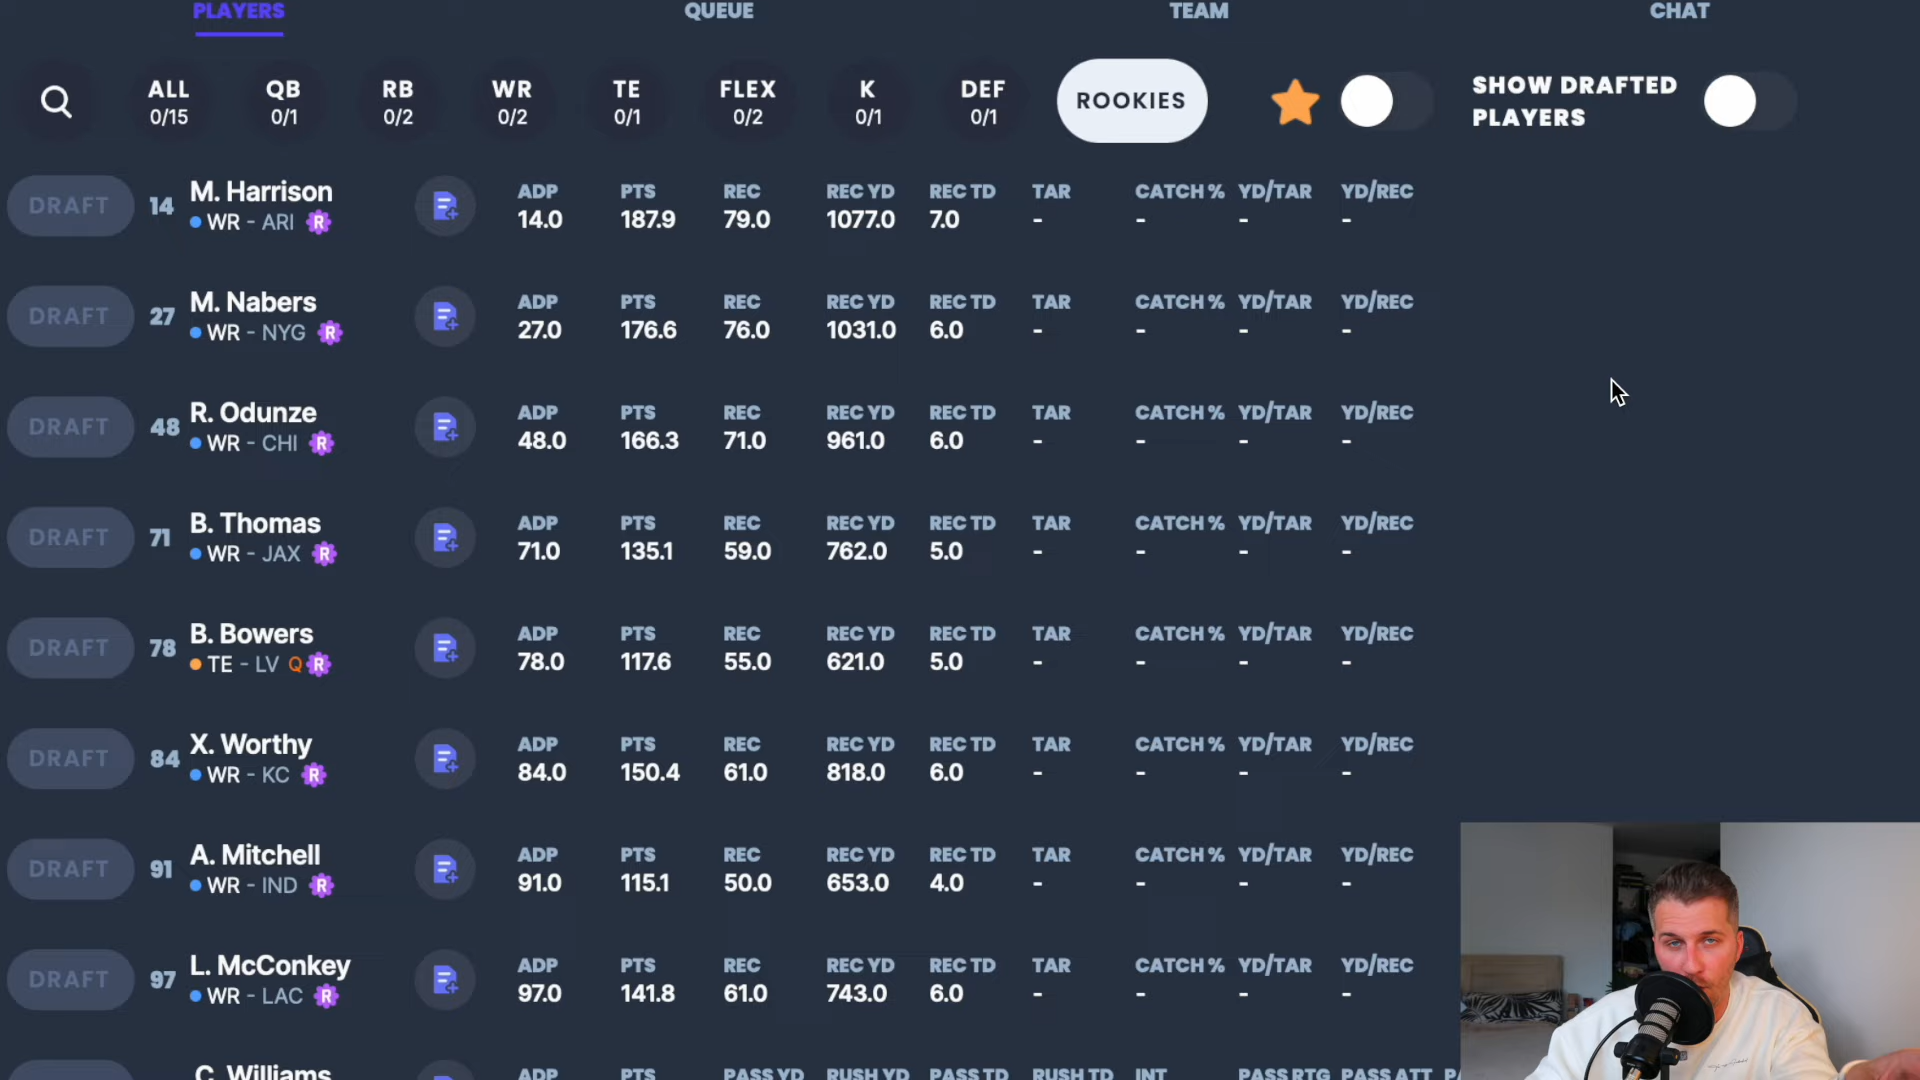 PLAYERS QUEUE TEAM CHAT
ALL QB RB WR TE FLEX K DEF ROOKIES SHOW DRAFTED
0/15 0/1 0/2 0/2 0/1 0/2 0/1 0/1 PLAYERS
DRAFT 14 M. Harrison ADP PTS REC REC YD REC TD TAR CATCH % YD/TAR YD/REC
WR - ARI R 14.0 187.9 79.0 1077.0 7.0 - - - -
DRAFT 27 M. Nabers ADP PTS REC REC YD REC TD TAR CATCH % YD/TAR YD/REC
WR - NYG R 27.0 176.6 76.0 1031.0 6.0 - - - -
DRAFT 48 R. Odunze ADP PTS REC REC YD REC TD TAR CATCH % YD/TAR YD/REC
WR - CHI R 48.0 166.3 71.0 961.0 6.0 - - - -
DRAFT 71 B. Thomas ADP PTS REC REC YD REC TD TAR CATCH % YD/TAR YD/REC
WR - JAX R 71.0 135.1 59.0 762.0 5.0 - - - -
DRAFT 78 B. Bowers ADP PTS REC REC YD REC TD TAR CATCH % YD/TAR YD/REC
TE - LV Q R 78.0 117.6 55.0 621.0 5.0 - - - -
DRAFT 84 X. Worthy ADP PTS REC REC YD REC TD TAR CATCH % YD/TAR YD/REC
WR - KC R 84.0 150.4 61.0 818.0 6.0 - - - -
DRAFT 91 A. Mitchell ADP PTS REC REC YD REC TD TAR CATCH % YD/TAR YD/REC
WR - IND R 91.0 115.1 50.0 653.0 4.0 - - - -
DRAFT 97 L. McConkey ADP PTS REC REC YD REC TD TAR CATCH % YD/TAR YD/REC
WR - LAC R 97.0 141.8 61.0 743.0 6.0 - - - -
C. Williams ADP PTS PASS YD RUSH YD PASS TD RUSH TD INT PASS RTG PASS ATT